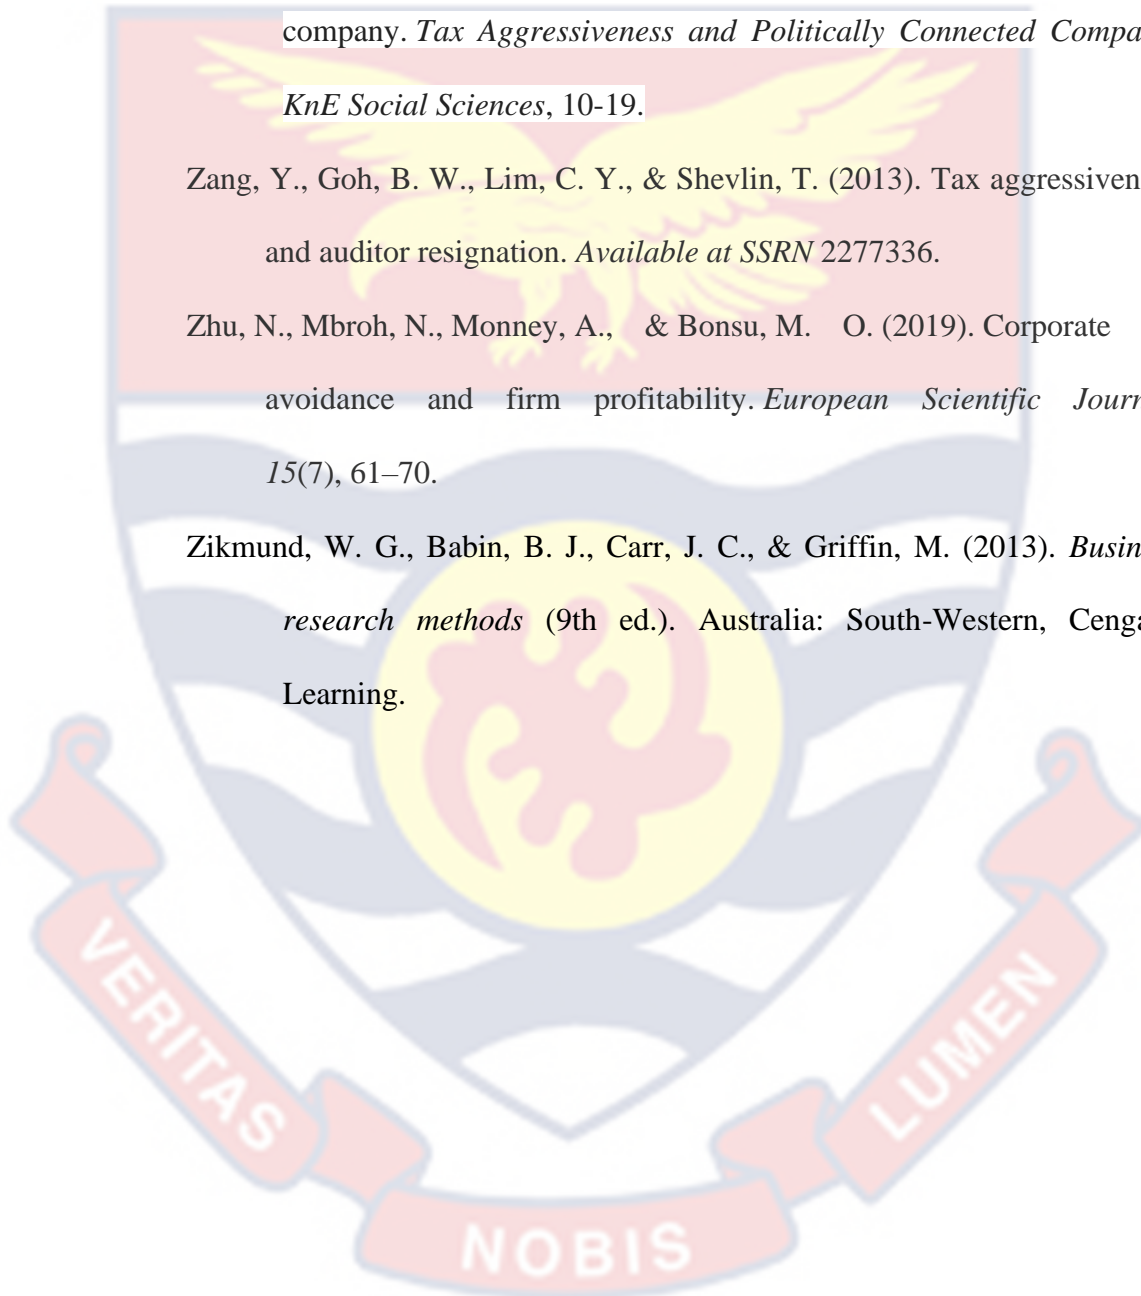 company. Tax Aggressiveness and Politically Connected Compa
KnE Social Sciences, 10-19.
Zang, Y., Goh, B. W., Lim, C. Y., & Shevlin, T. (2013). Tax aggressiven
and auditor resignation. Available at SSRN 2277336.
Zhu, N., Mbroh, N., Monney, A., & Bonsu, M. O. (2019). Corporate
avoidance and firm profitability. European Scientific Journ
15(7), 61–70.
Zikmund, W. G., Babin, B. J., Carr, J. C., & Griffin, M. (2013). Busin
research methods (9th ed.). Australia: South-Western, Cenga
Learning.
VERITAS
NOBIS
LUMEN